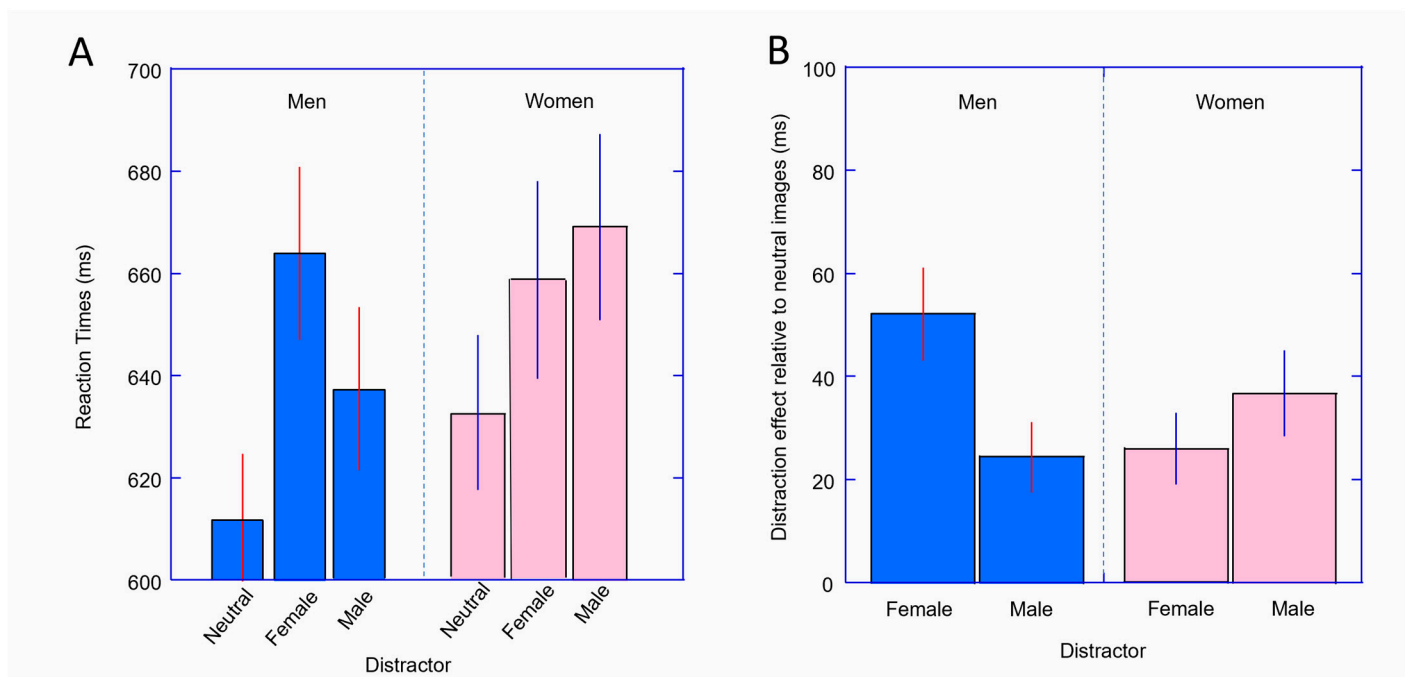 A
Reaction Times (ms)
700
680
660
640
620
600
Men
Women
Neutral
Female
Male
Neutral
Female
Male
Distractor
B
Distraction effect relative to neutral images (ms)
100
80
60
40
20
0
Men
Women
Female
Male
Female
Male
Distractor